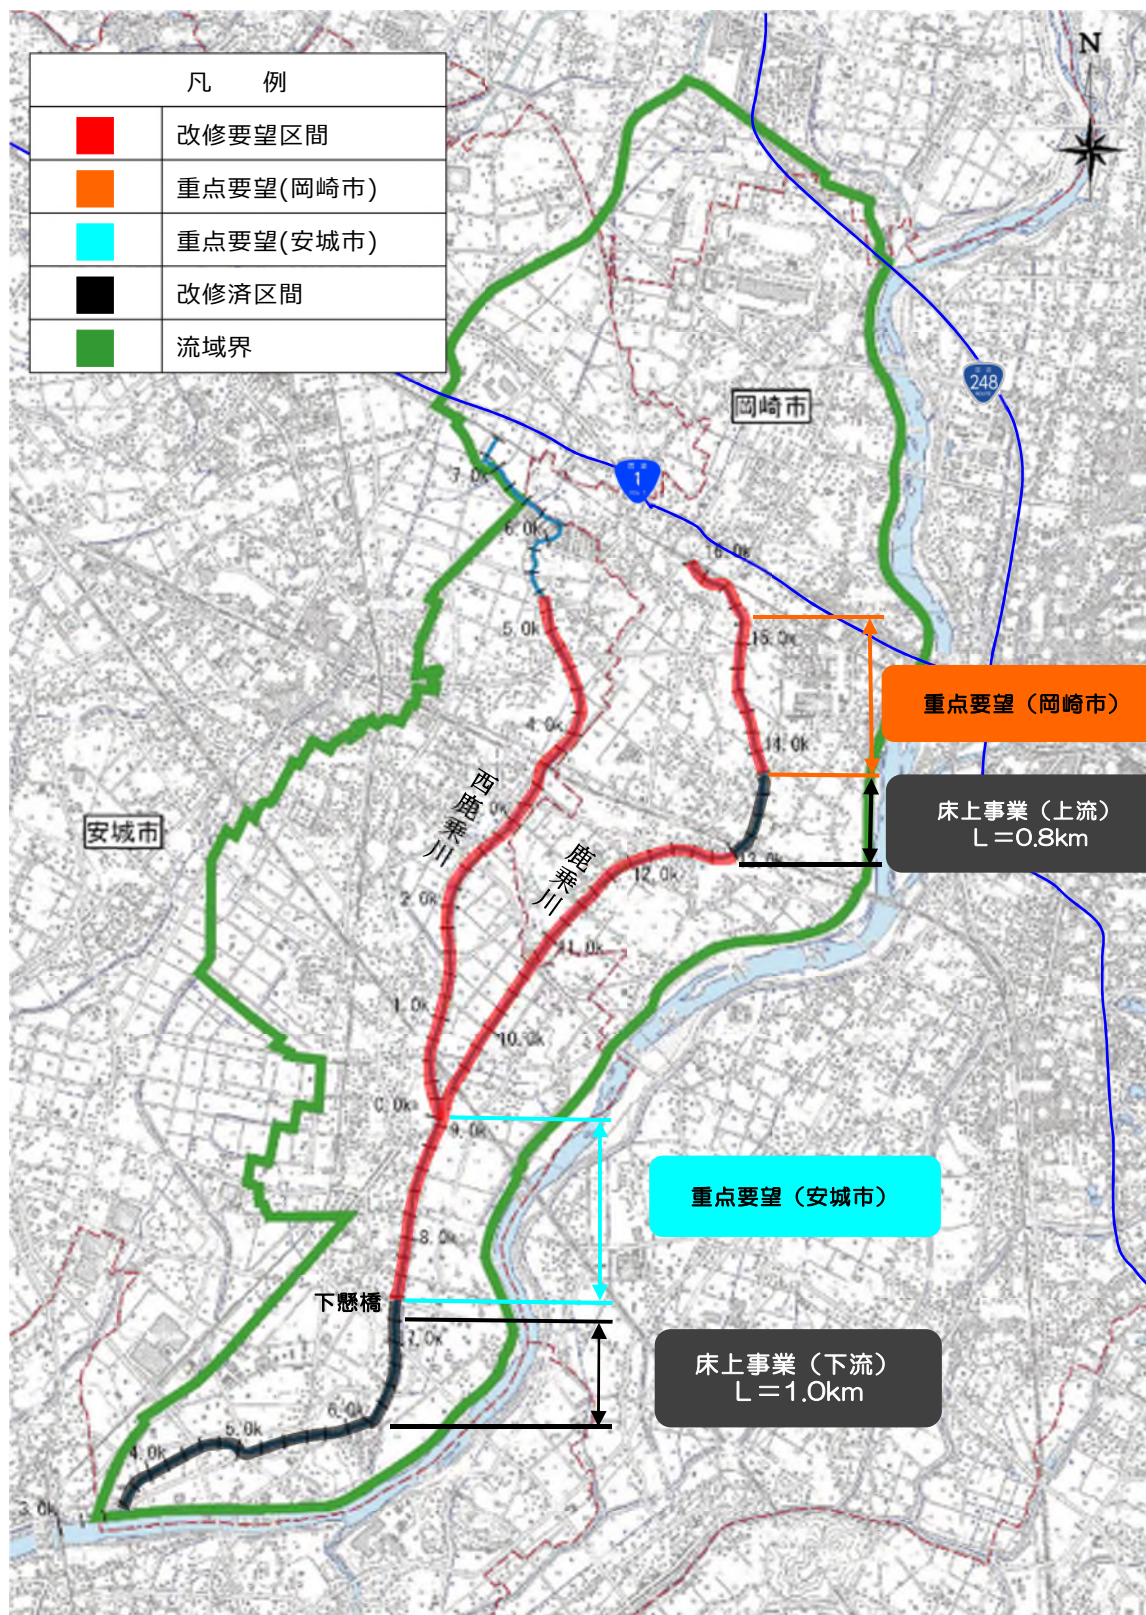 凡 例
改修要望区間
重点要望(岡崎市)
重点要望(安城市)
改修済区間
流域界
N
248
岡崎市
1
7.0k
6.0k
16.0k
5.0k
15.0k
重点要望（岡崎市）
4.0k
14.0k
西鹿乗川
床上事業（上流）
L＝0.8km
安城市
鹿乗川
12.0k
2.0k
11.0k
1.0k
10.0k
0.0k
9.0k
重点要望（安城市）
8.0k
下懸橋
7.0k
床上事業（下流）
L＝1.0km
6.0k
5.0k
4.0k
3.0k